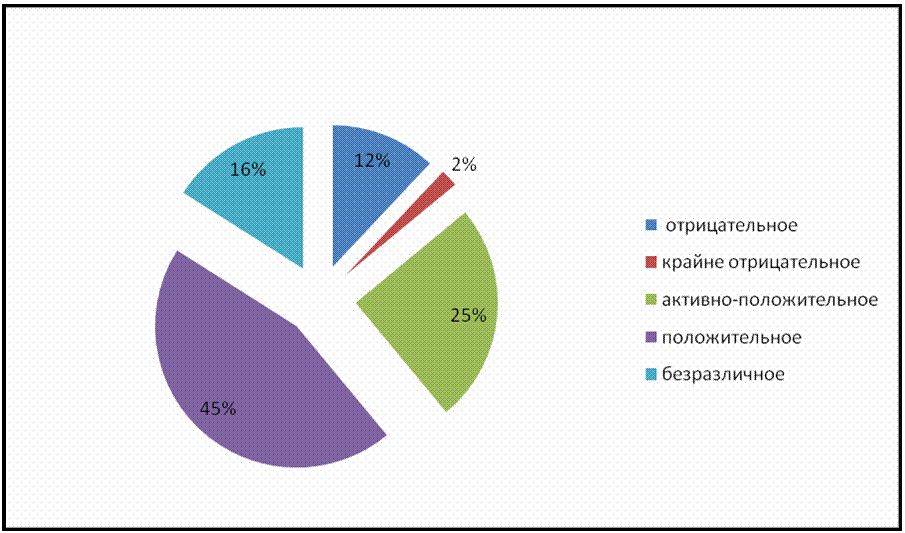 16%
12%
2%
25%
45%
отрицательное
крайне отрицательное
активно-положительное
положительное
безразличное